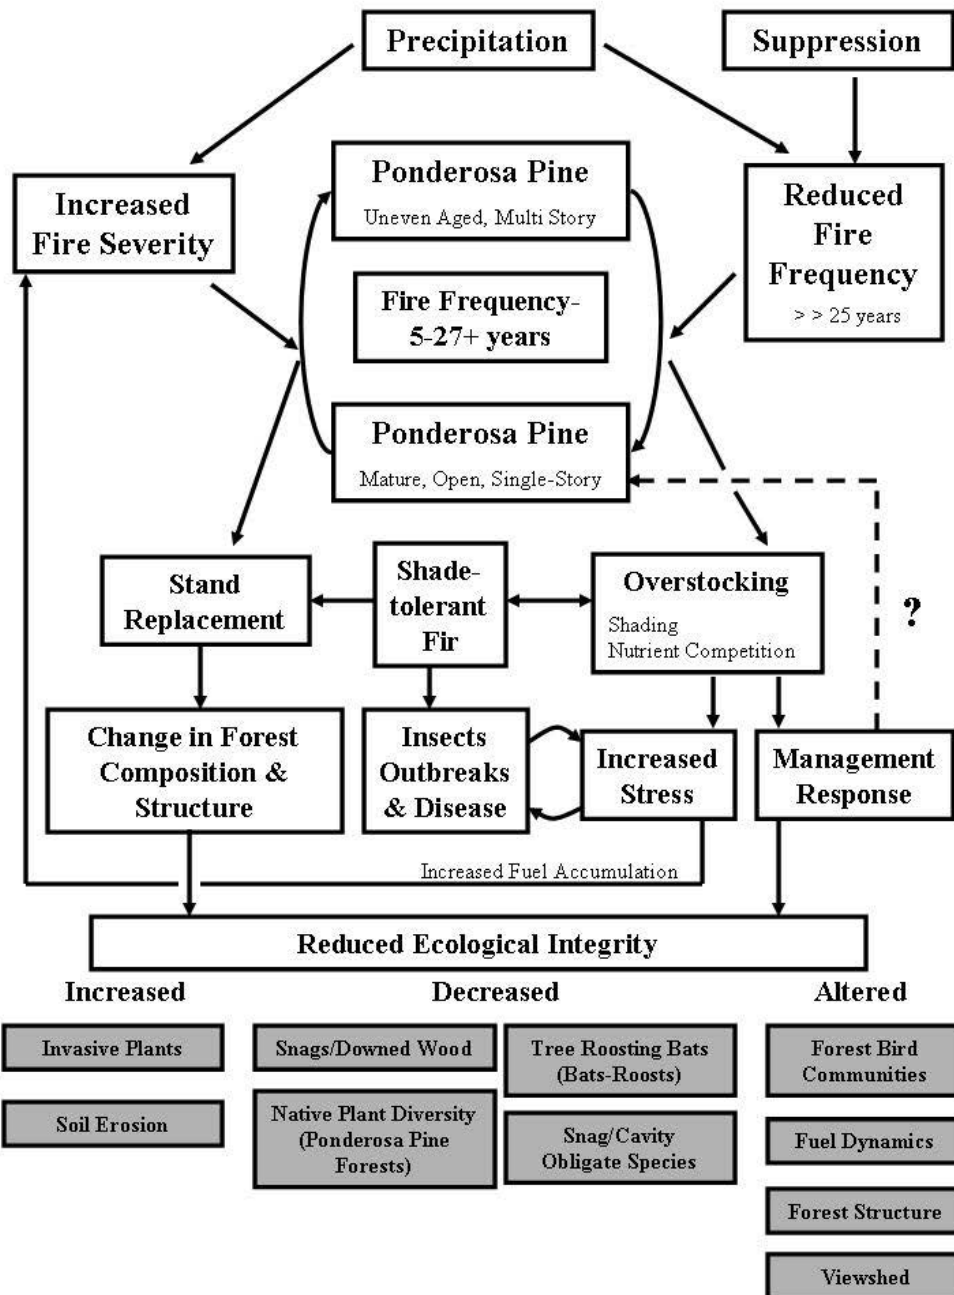 Precipitation
Suppression
Increased
Fire Severity
Ponderosa Pine
Uneven Aged, Multi Story
Reduced
Fire
Frequency
> > 25 years
Fire Frequency-
5-27+ years
Ponderosa Pine
Mature, Open, Single-Story
Stand
Replacement
Shade-
tolerant
Fir
Overstocking
Shading
Nutrient Competition
?
Change in Forest
Composition &
Structure
Insects
Outbreaks
& Disease
Increased
Stress
Management
Response
Increased Fuel Accumulation
Reduced Ecological Integrity
Increased
Decreased
Altered
Invasive Plants
Soil Erosion
Snags/Downed Wood
Native Plant Diversity
(Ponderosa Pine
Forests)
Tree Roosting Bats
(Bats-Roosts)
Snag/Cavity
Obligate Species
Forest Bird
Communities
Fuel Dynamics
Forest Structure
Viewshed